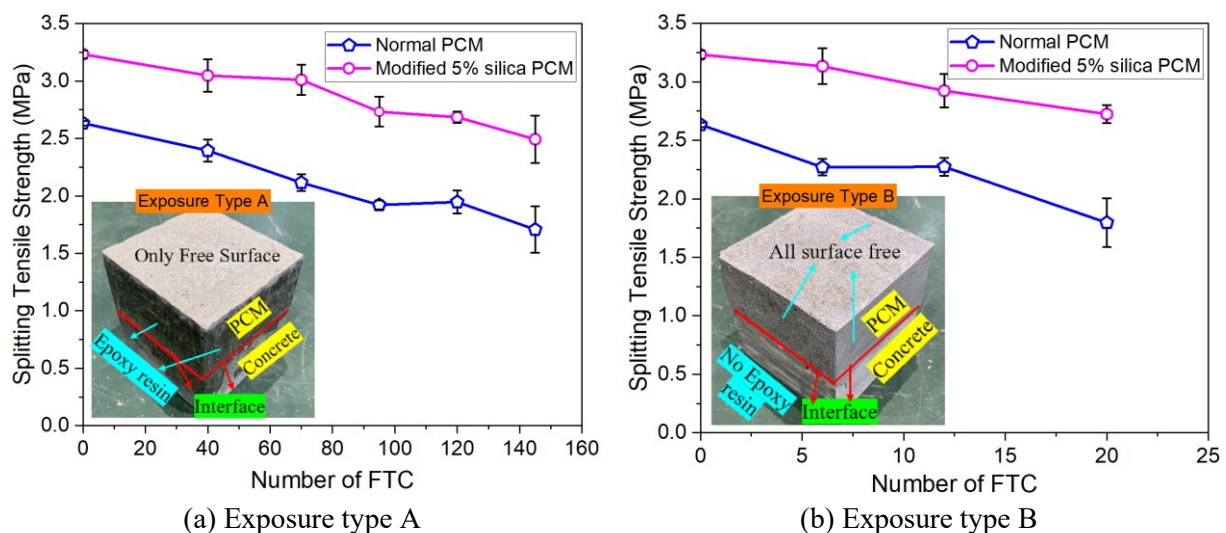 3.5
3.0
2.5
2.0
1.5
1.0
0.5
0.0
Splitting Tensile Strength (MPa)
Normal PCM
Modified 5% silica PCM
Exposure Type A
Only Free Surface
PCM
Concrete
Epoxy resin
Interface
0 20 40 60 80 100 120 140 160
Number of FTC
(a) Exposure type A
3.5
3.0
2.5
2.0
1.5
1.0
0.5
0.0
Splitting Tensile Strength (MPa)
Normal PCM
Modified 5% silica PCM
Exposure Type B
All surface free
PCM
Concrete
No Epoxy
resin
Interface
0 5 10 15 20 25
Number of FTC
(b) Exposure type B